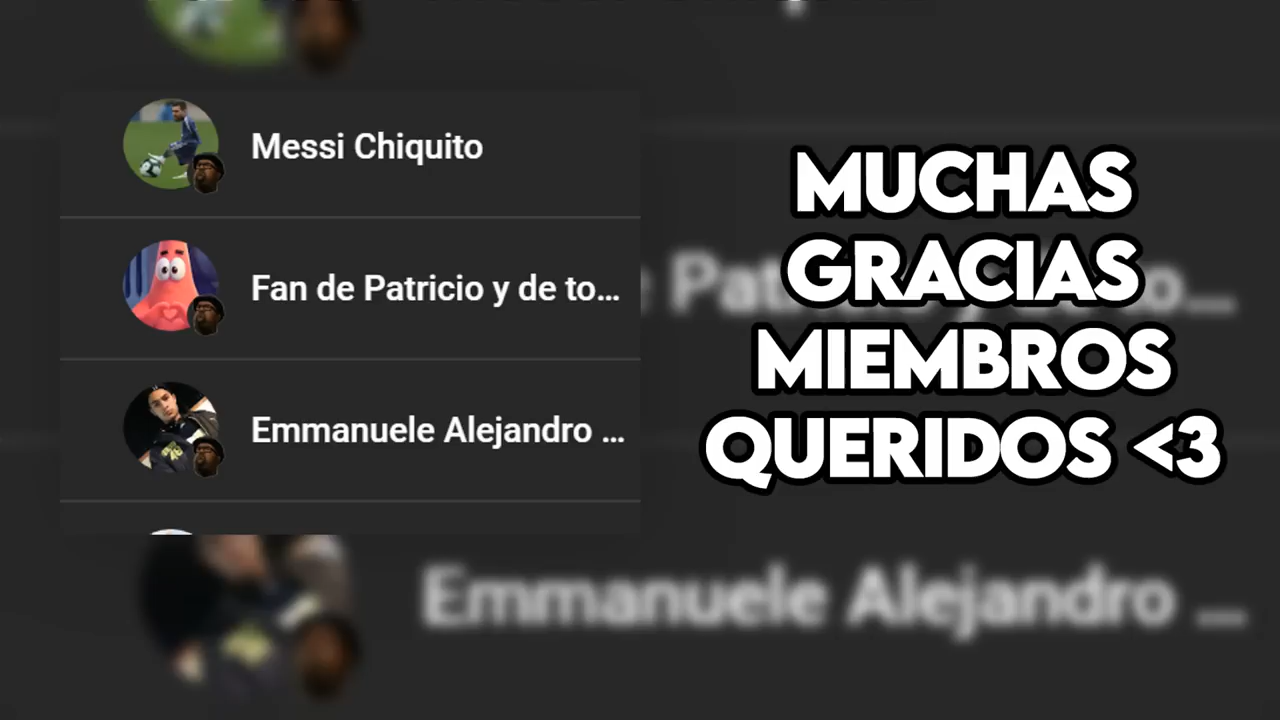 Messi Chiquito
Fan de Patricio y de to...
Emmanuele Alejandro ...
MUCHAS
GRACIAS
MIEMBROS
QUERIDOS <3
Emmanuele Alejandro ...